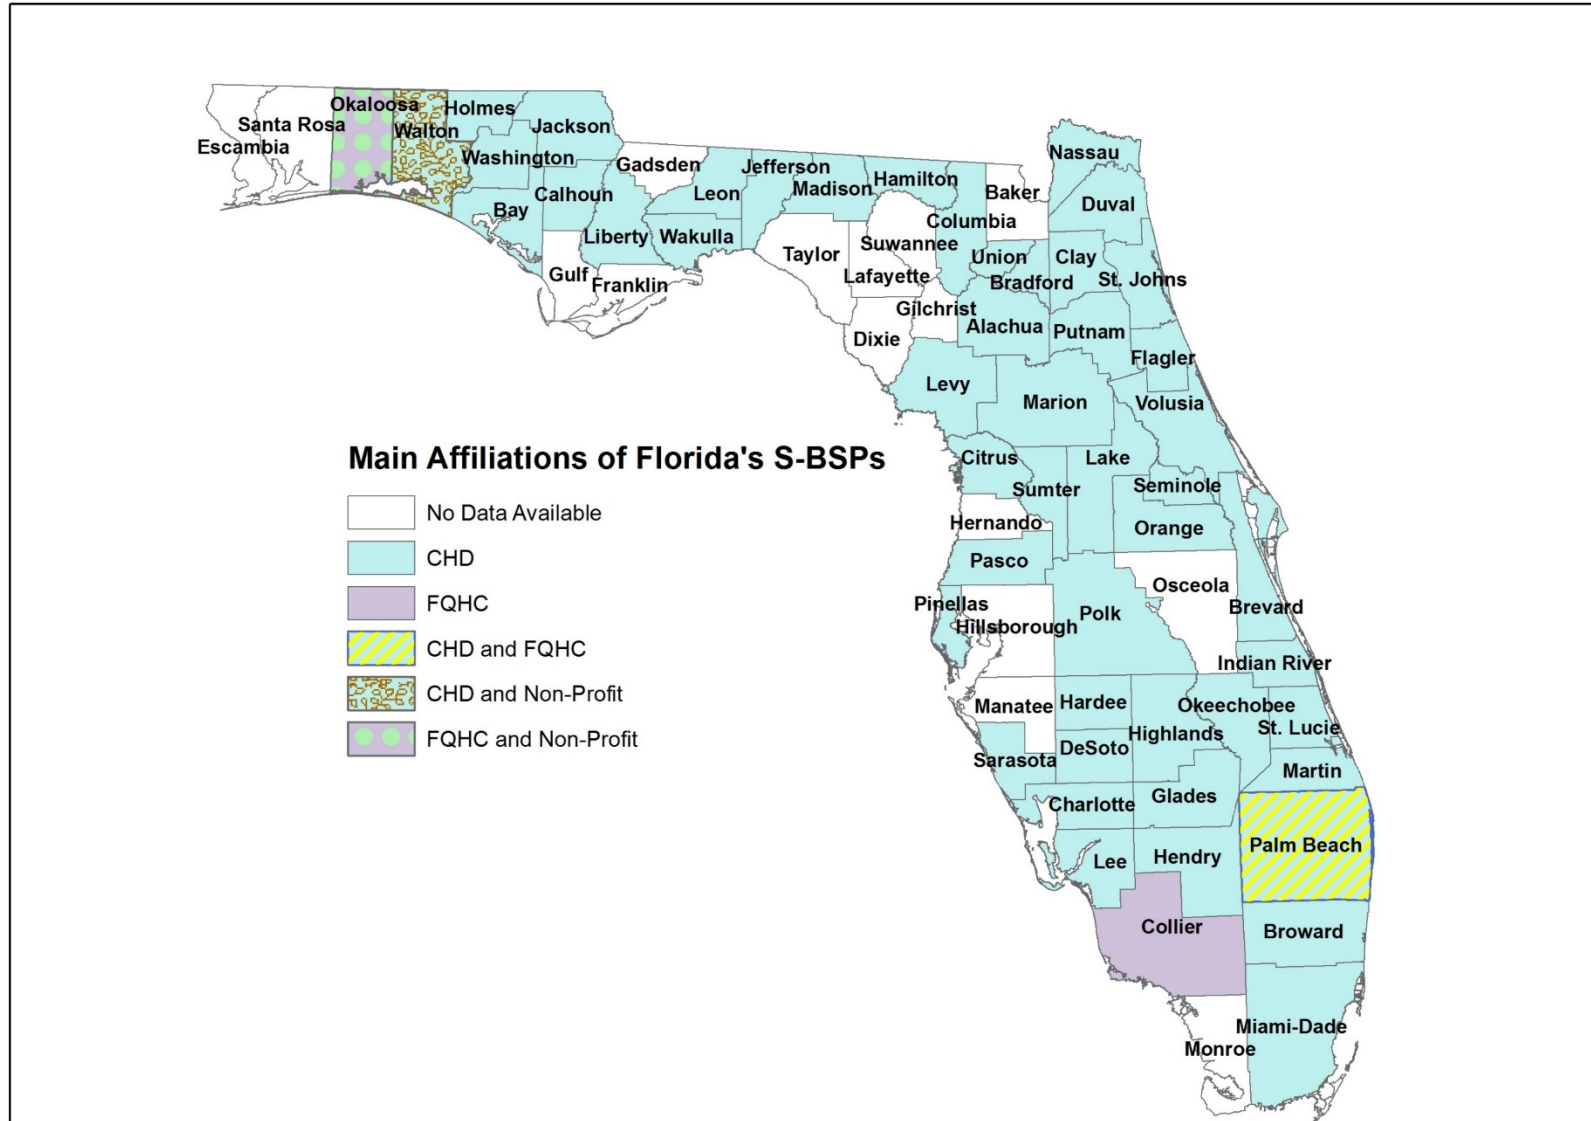 Okaloosa
Holmes
Santa Rosa
Walton
Jackson
Escambia
Washington
Gadsden
Jefferson
Nassau
Calhoun
Leon
Madison
Hamilton
Baker
Bay
Duval
Liberty
Wakulla
Columbia
Taylor
Suwannee
Union
Clay
Gulf
Franklin
Lafayette
Bradford
St. Johns
Gilchrist
Alachua
Putnam
Dixie
Flagler
Levy
Marion
Volusia
Main Affiliations of Florida's S-BSPs
Citrus
Lake
Sumter
Seminole
No Data Available
Hernando
Orange
CHD
Pasco
Osceola
FQHC
Pinellas
Hillsborough
Polk
Brevard
CHD and FQHC
Indian River
CHD and Non-Profit
Manatee
Hardee
Okeechobee
FQHC and Non-Profit
Highlands
St. Lucie
Sarasota
DeSoto
Martin
Charlotte
Glades
Palm Beach
Lee
Hendry
Collier
Broward
Miami-Dade
Monroe